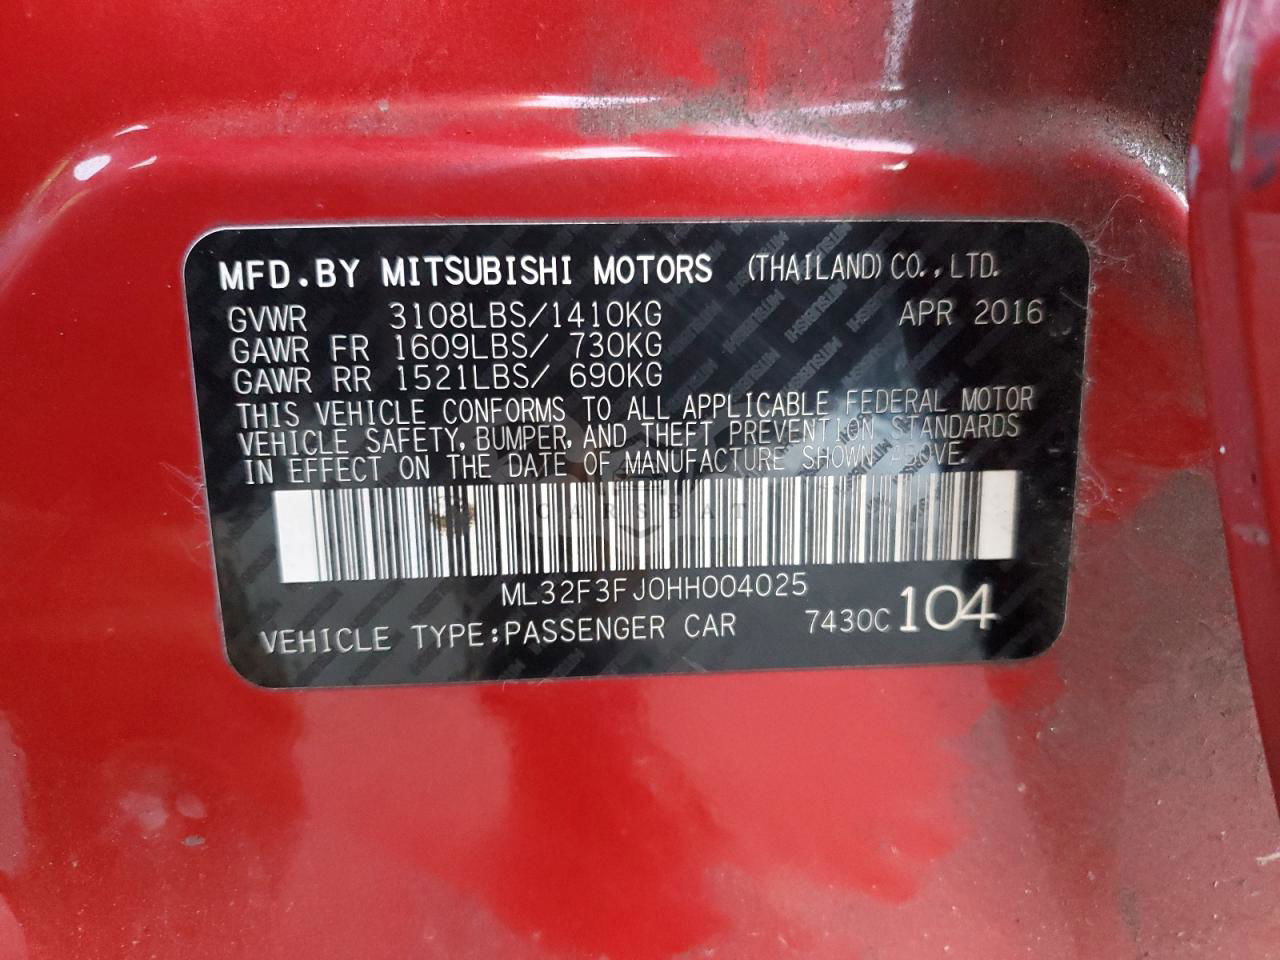 MFD.BY MITSUBISHI MOTORS (THAILAND) CO.,LTD.
GVWR 3108LBS/1410KG APR 2016
GAWR FR 1609LBS/ 730KG
GAWR RR 1521LBS/ 690KG
THIS VEHICLE CONFORMS TO ALL APPLICABLE FEDERAL MOTOR
VEHICLE SAFETY, BUMPER, AND THEFT PREVENTION STANDARDS
IN EFFECT ON THE DATE OF MANUFACTURE SHOWN ABOVE.
CARSBAT
ML32F3FJ0HH004025
VEHICLE TYPE:PASSENGER CAR 7430C 104